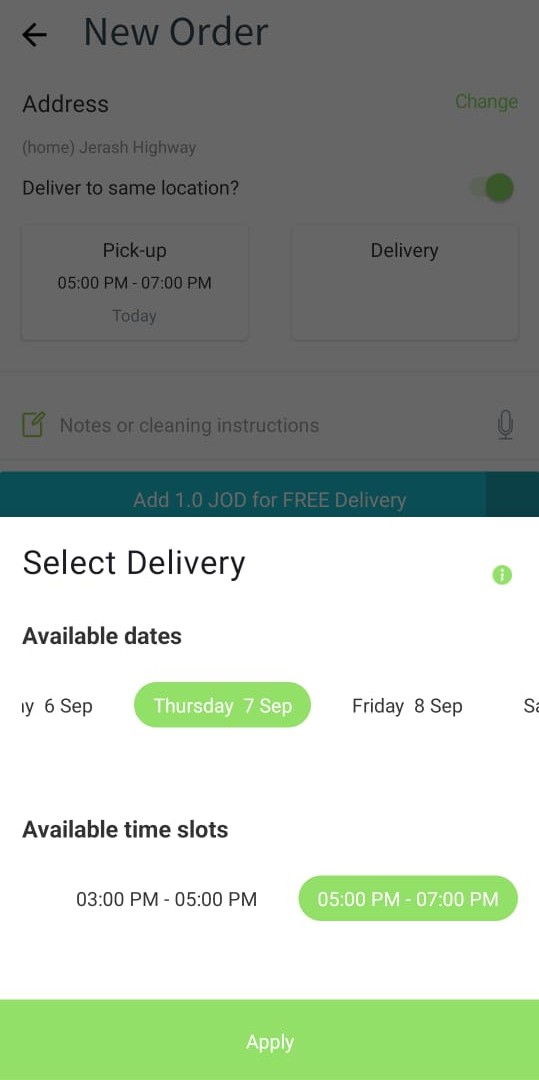 New Order
Address
Change
(home) Jerash Highway
Deliver to same location?
Pick-up
05:00 PM - 07:00 PM
Today
Delivery
Notes or cleaning instructions
Add 1.0 JOD for FREE Delivery
Select Delivery
Available dates
6 Sep
Thursday 7 Sep
Friday 8 Sep
Available time slots
03:00 PM - 05:00 PM
05:00 PM - 07:00 PM
Apply